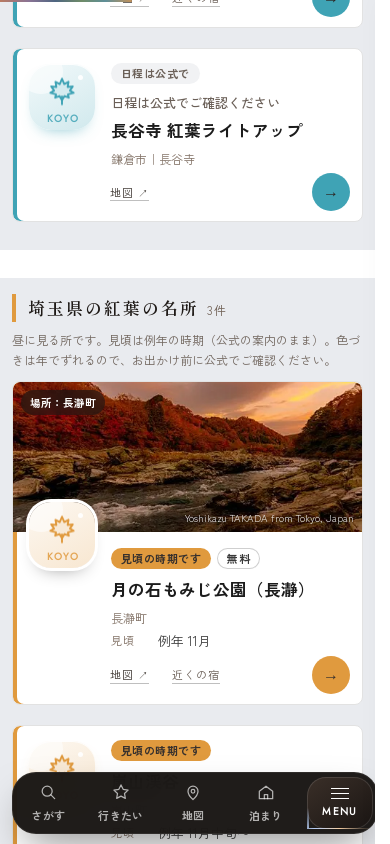 近くの宿
→
日程は公式で
日程は公式でご確認ください
長谷寺 紅葉ライトアップ
鎌倉市｜長谷寺
KOYO
地図 ↗
→
埼玉県の紅葉の名所 3件
昼に見る所です。見頃は例年の時期（公式の案内のまま）。色づ
きは年でずれるので、お出かけ前に公式でご確認ください。
場所：長瀞町
Yoshikazu TAKADA from Tokyo, Japan
KOYO
見頃の時期です 無料
月の石もみじ公園（長瀞）
長瀞町
見頃 例年 11月
地図 ↗ 近くの宿
→
見頃の時期です
さがす
行きたい
地図
泊まり
MENU